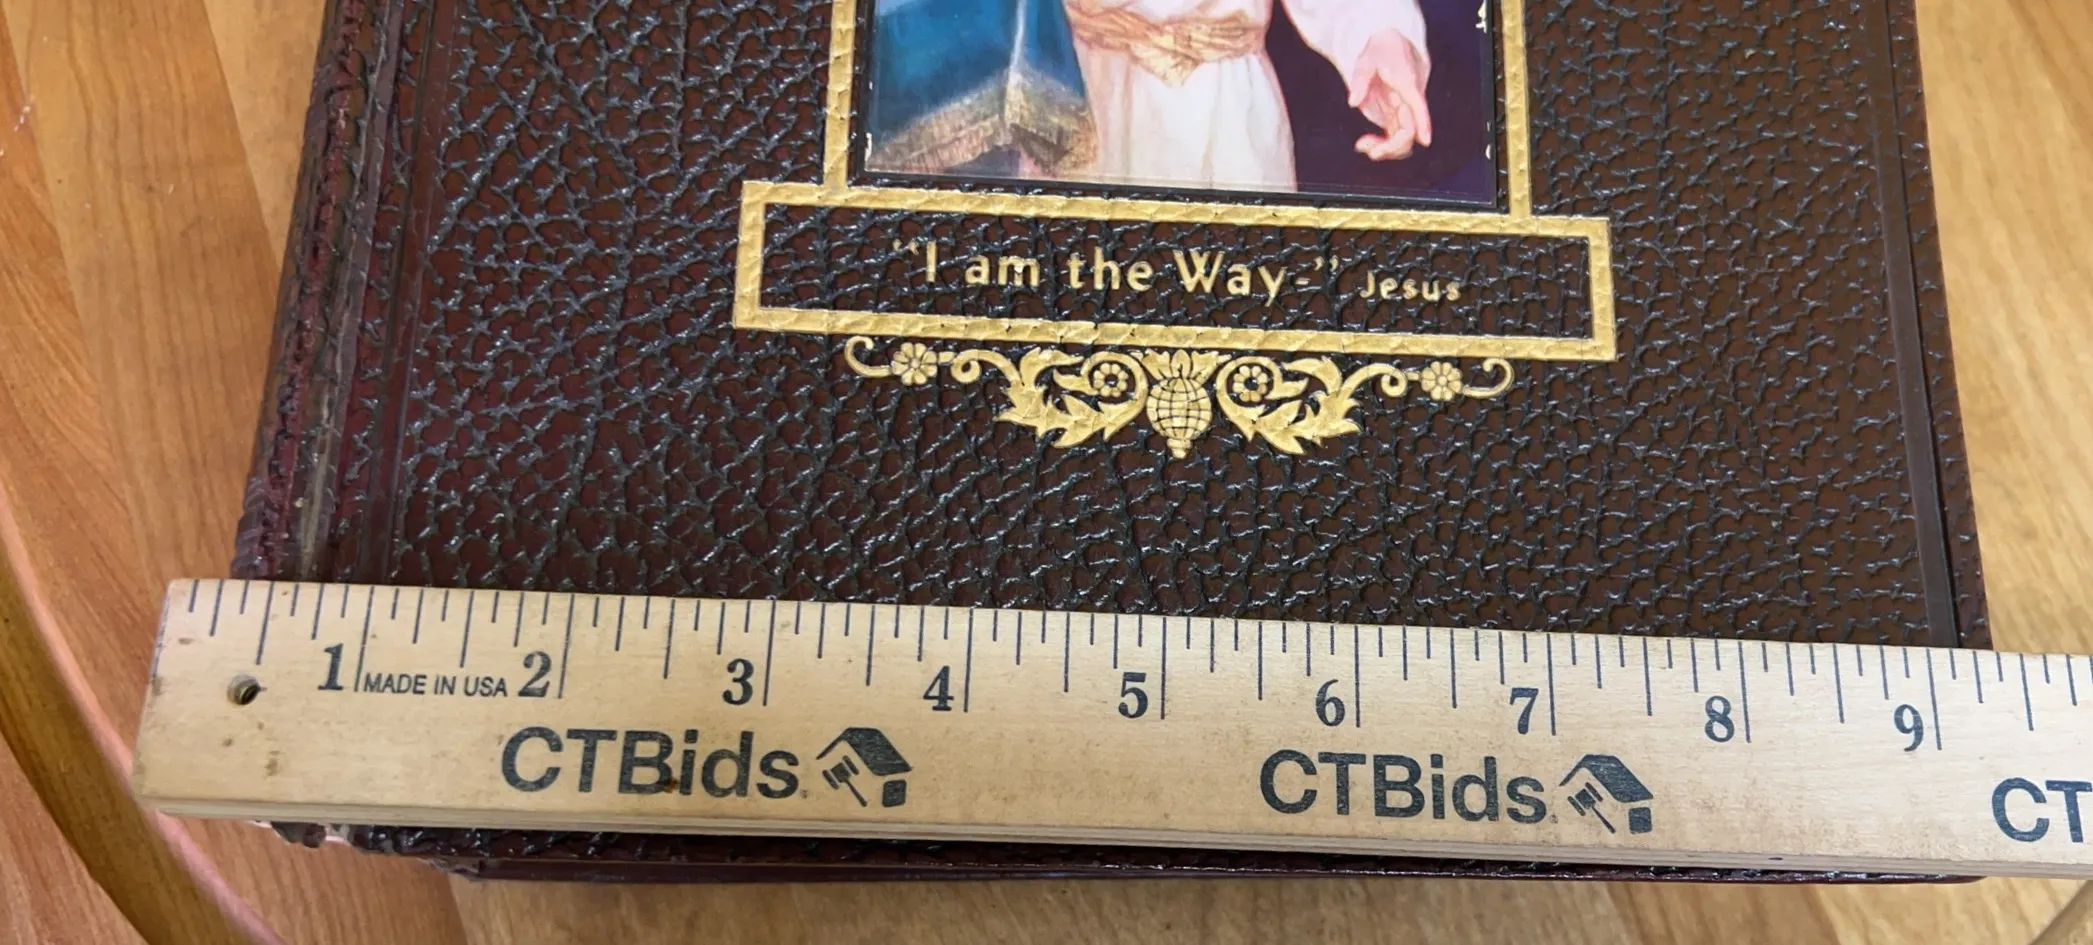 “I am the Way-” Jesus
1 MADE IN USA 2 3 4 5 6 7 8 9
CTBids. CTBids. CT